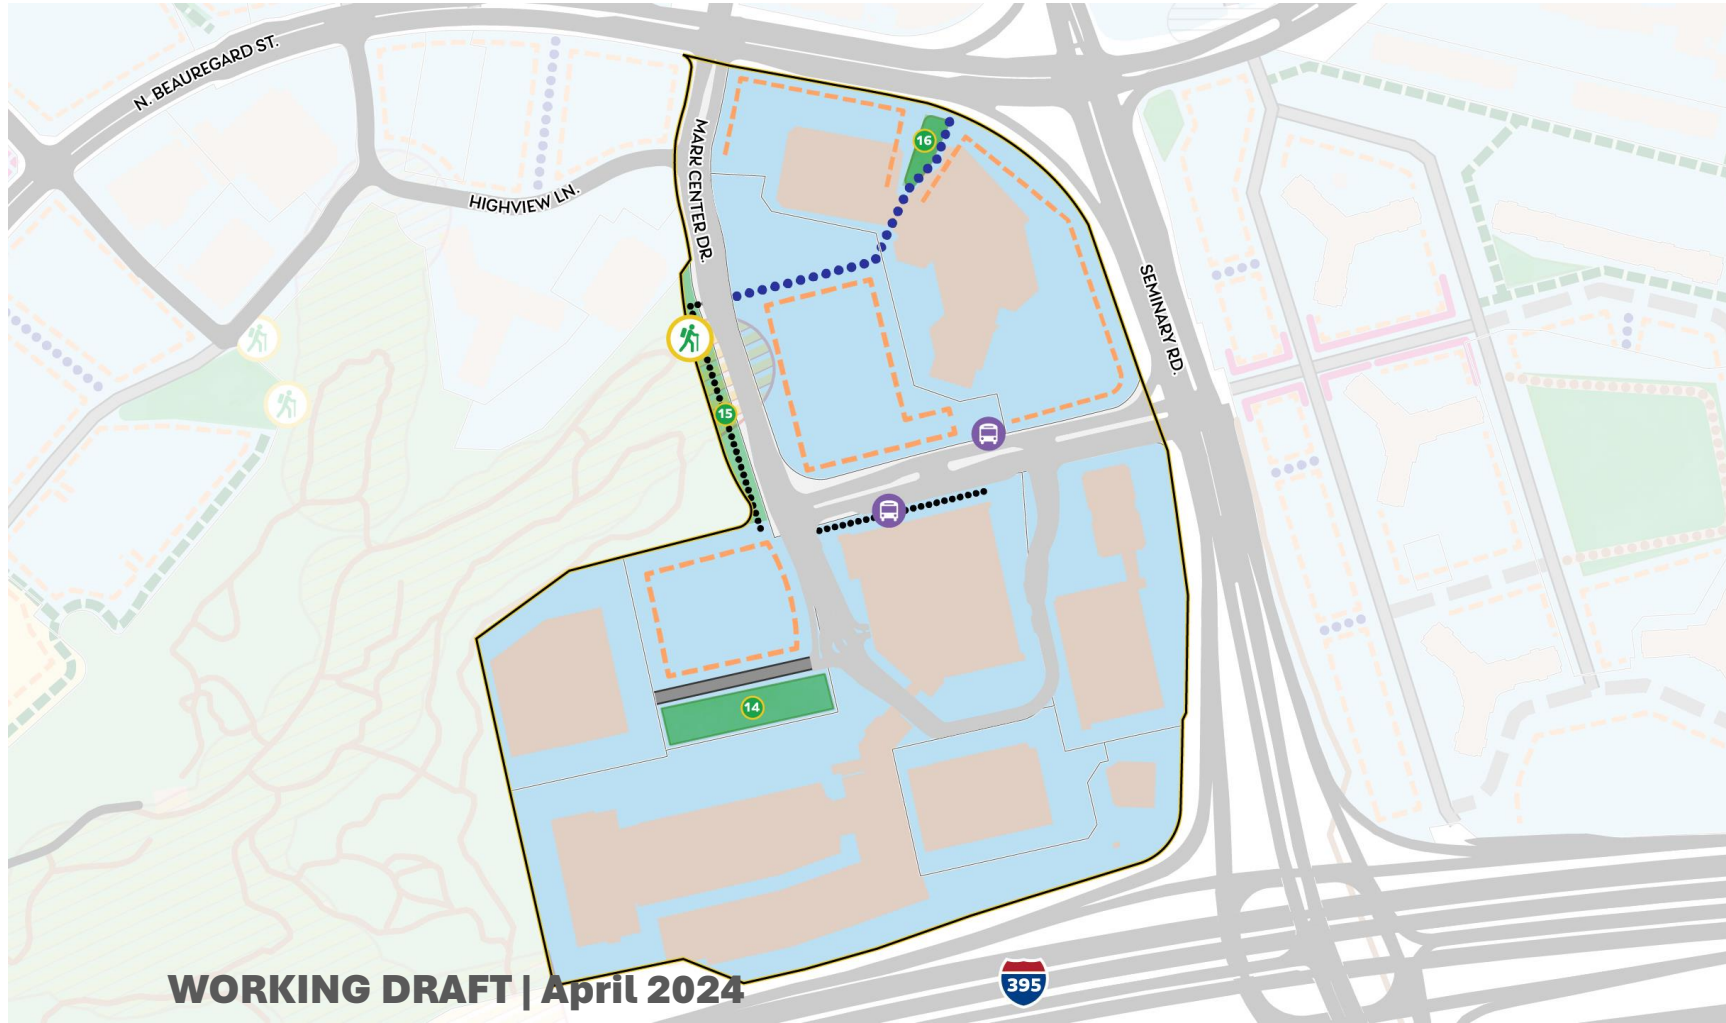 N. BEAUREGARD ST.
HIGHVIEW LN.
MARK CENTER DR.
16
SEMINARY RD.
15
14
WORKING DRAFT | April 2024
395